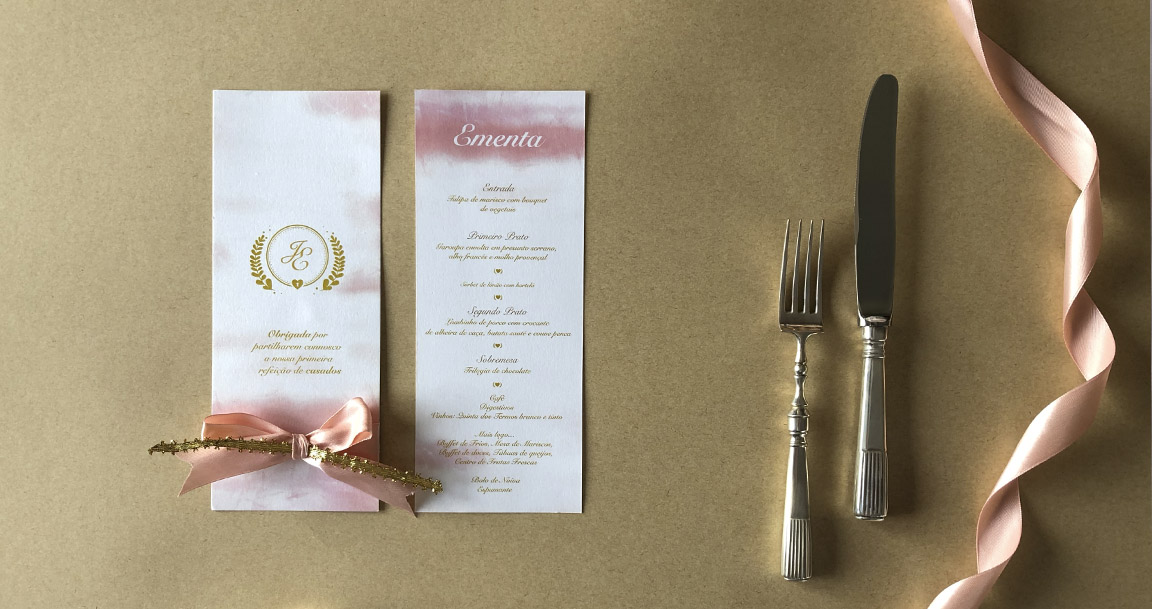 JE
Obrigada por
partilharem connosco
a nossa primeira
refeição de casados
Ementa
Entrada
Tulipa de marisco com bouquet
de vegetais
Primeiro Prato
Garoupa envolta em presunto serrano,
alho francês e molho provençal
Sorbet de limão com hortelã
Segundo Prato
Lombinho de porco com crocante
de alheira de caça, batata sauté e couve penca
Sobremesa
Trilogia de chocolate
Café
Digestivos
Vinhos: Quinta dos Termos branco e tinto
Mais logo...
Buffet de Frios, Mesa de Mariscos,
Buffet de doces, Tábuas de queijos,
Centro de Frutas Frescas
Bolo de Noiva
Espumante